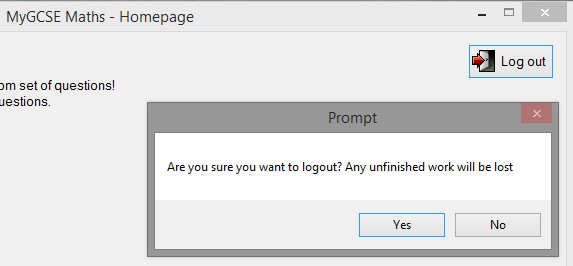 MyGCSE Maths - Homepage
Log out
om set of questions!
uestions.
Prompt
Are you sure you want to logout? Any unfinished work will be lost
Yes
No